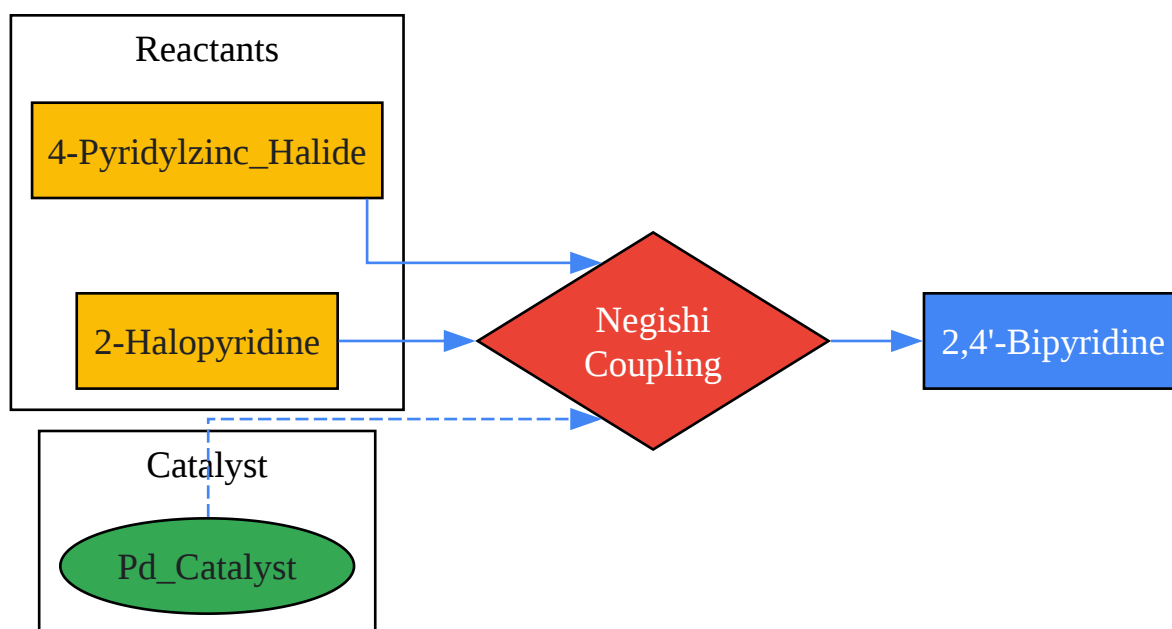 Reactants
4-Pyridylzinc_Halide
2-Halopyridine
Negishi
Coupling
2,4'-Bipyridine
Catalyst
Pd_Catalyst